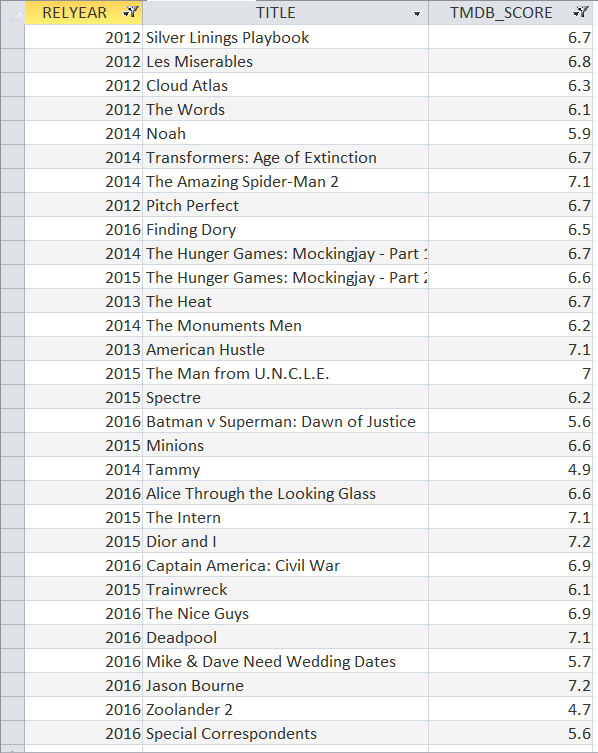 RELYEAR TITLE TMDB_SCORE
2012 Silver Linings Playbook 6.7
2012 Les Miserables 6.8
2012 Cloud Atlas 6.3
2012 The Words 6.1
2014 Noah 5.9
2014 Transformers: Age of Extinction 6.7
2014 The Amazing Spider-Man 2 7.1
2012 Pitch Perfect 6.7
2016 Finding Dory 6.5
2014 The Hunger Games: Mockingjay - Part 1 6.7
2015 The Hunger Games: Mockingjay - Part 2 6.6
2013 The Heat 6.7
2014 The Monuments Men 6.2
2013 American Hustle 7.1
2015 The Man from U.N.C.L.E. 7
2015 Spectre 6.2
2016 Batman v Superman: Dawn of Justice 5.6
2015 Minions 6.6
2014 Tammy 4.9
2016 Alice Through the Looking Glass 6.6
2015 The Intern 7.1
2015 Dior and I 7.2
2016 Captain America: Civil War 6.9
2015 Trainwreck 6.1
2016 The Nice Guys 6.9
2016 Deadpool 7.1
2016 Mike & Dave Need Wedding Dates 5.7
2016 Jason Bourne 7.2
2016 Zoolander 2 4.7
2016 Special Correspondents 5.6